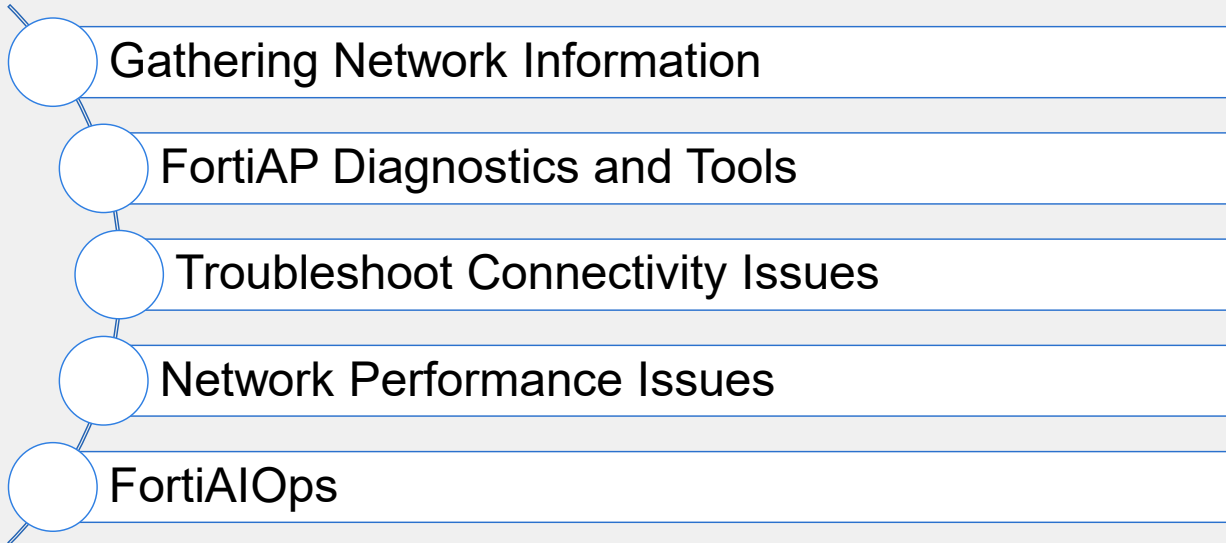 Gathering Network Information
FortiAP Diagnostics and Tools
Troubleshoot Connectivity Issues
Network Performance Issues
FortiAIOps